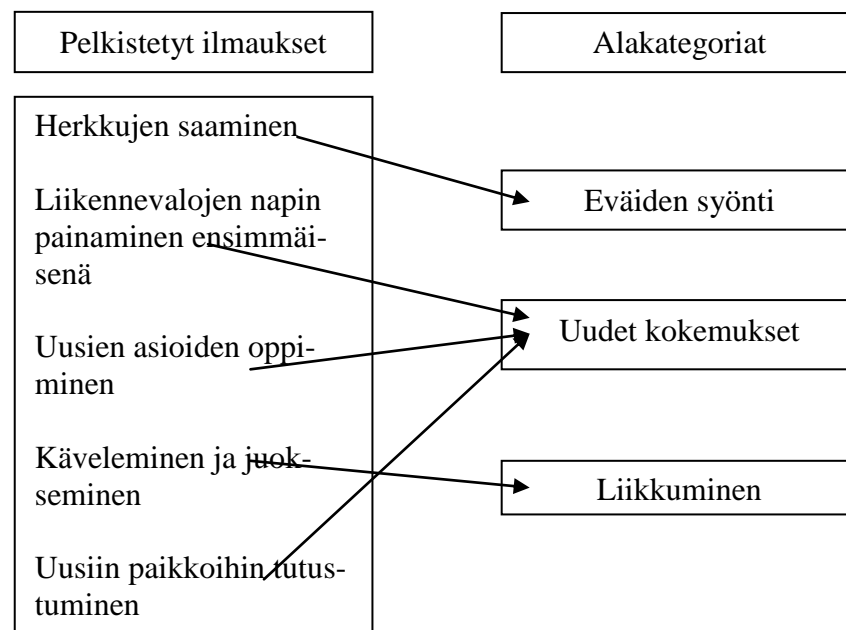 Pelkistetyt ilmaukset
Alakategoriat
Herkkujen saaminen
Liikennevalojen napin
painaminen ensimmäi-
senä
Uusien asioiden oppi-
minen
Käveleminen ja juok-
seminen
Uusiin paikkoihin tutus-
tuminen
Eväiden syönti
Uudet kokemukset
Liikkuminen